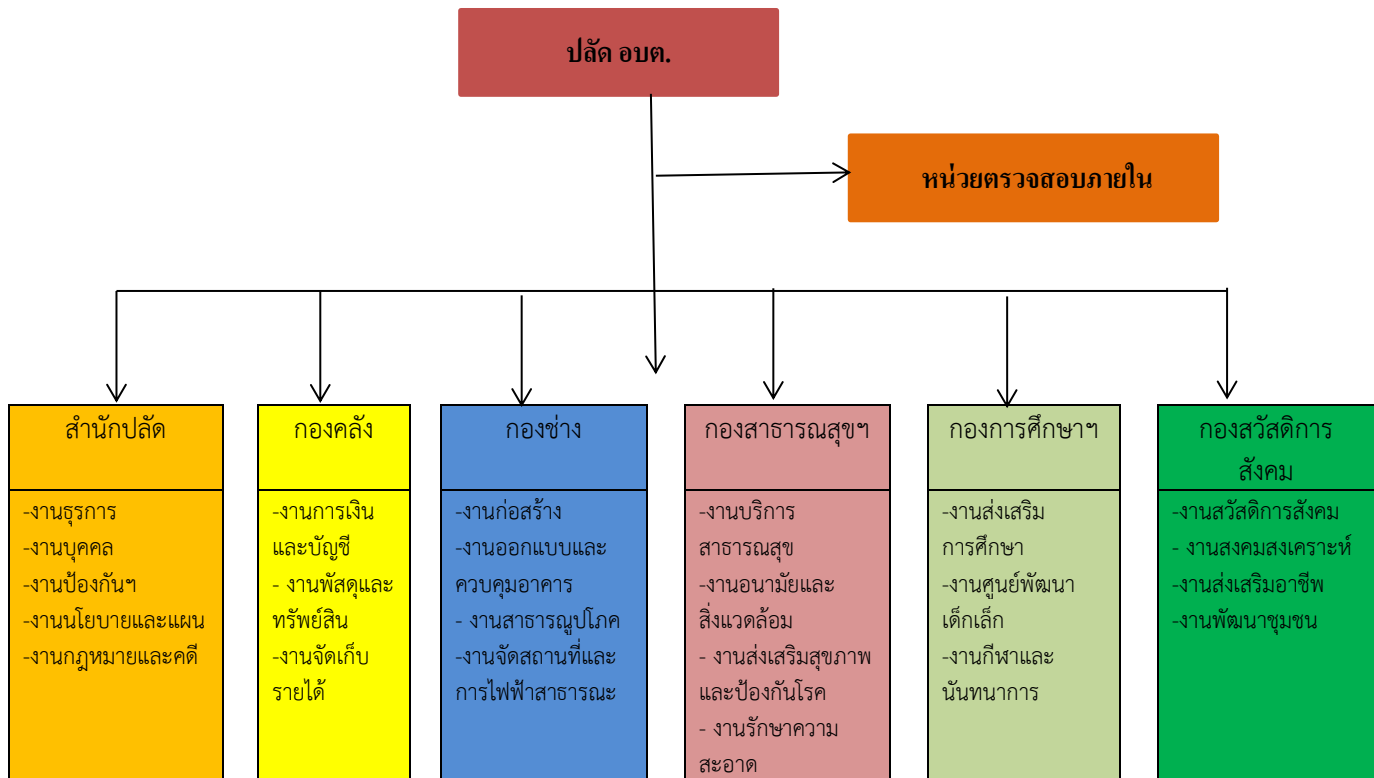 ปลัด อบต.
หน่วยตรวจสอบภายใน
สำนักปลัด
-งานธุรการ
-งานบุคคล
-งานป้องกันฯ
-งานนโยบายและแผน
-งานกฎหมายและคดี
กองคลัง
-งานการเงิน
และบัญชี
- งานพัสดุและ
ทรัพย์สิน
-งานจัดเก็บ
รายได้
กองช่าง
-งานก่อสร้าง
-งานออกแบบและ
ควบคุมอาคาร
- งานสาธารณูปโภค
-งานจัดสถานที่และ
การไฟฟ้าสาธารณะ
กองสาธารณสุขฯ
-งานบริการ
สาธารณสุข
-งานอนามัยและ
สิ่งแวดล้อม
- งานส่งเสริมสุขภาพ
และป้องกันโรค
- งานรักษาความ
สะอาด
กองการศึกษาฯ
-งานส่งเสริม
การศึกษา
-งานศูนย์พัฒนา
เด็กเล็ก
-งานกีฬาและ
นันทนาการ
กองสวัสดิการ
สังคม
-งานสวัสดิการสังคม
- งานสงคมสงเคราะห์
-งานส่งเสริมอาชีพ
-งานพัฒนาชุมชน